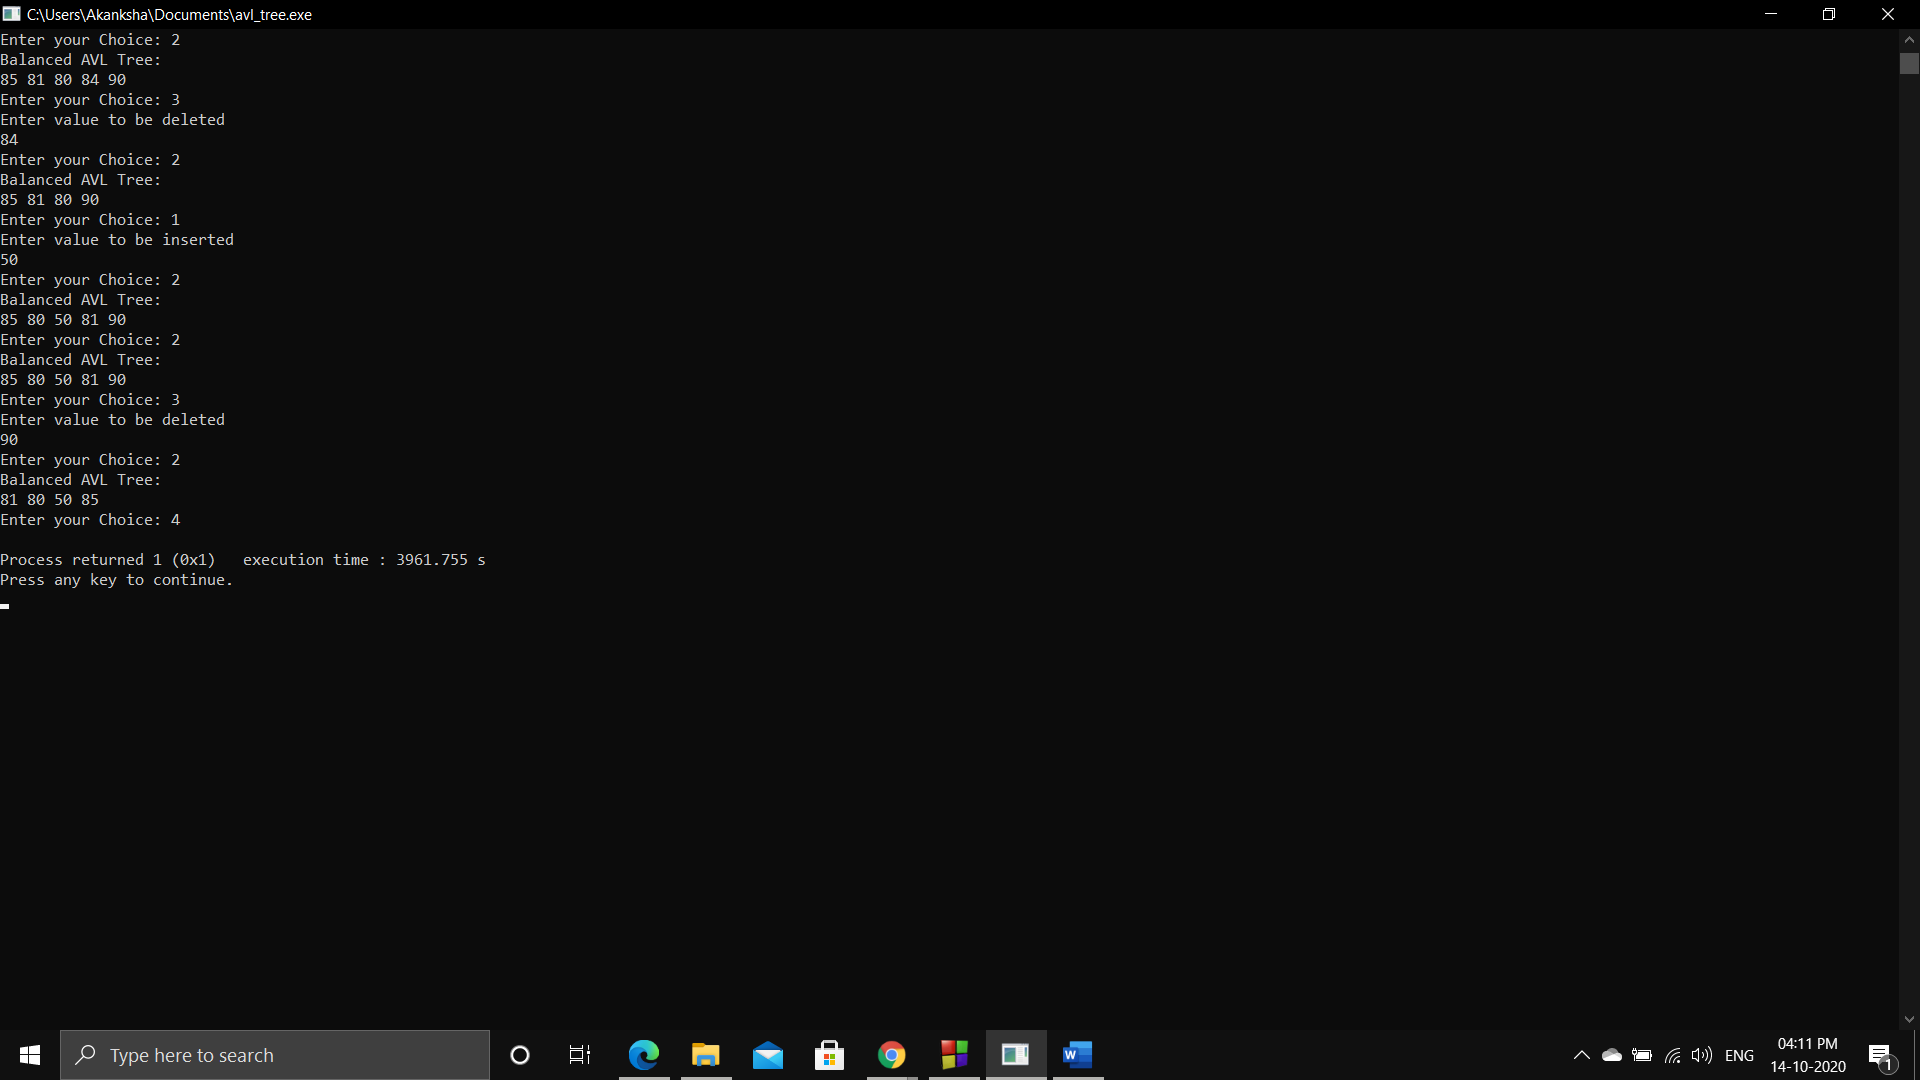 C:\Users\Akanksha\Documents\avl_tree.exe
Enter your Choice: 2
Balanced AVL Tree:
85 81 80 84 90
Enter your Choice: 3
Enter value to be deleted
84
Enter your Choice: 2
Balanced AVL Tree:
85 81 80 90
Enter your Choice: 1
Enter value to be inserted
50
Enter your Choice: 2
Balanced AVL Tree:
85 80 50 81 90
Enter your Choice: 2
Balanced AVL Tree:
85 80 50 81 90
Enter your Choice: 3
Enter value to be deleted
90
Enter your Choice: 2
Balanced AVL Tree:
81 80 50 85
Enter your Choice: 4
Process returned 1 (0x1)   execution time : 3961.755 s
Press any key to continue.
Type here to search
W
ENG
04:11 PM
14-10-2020
1